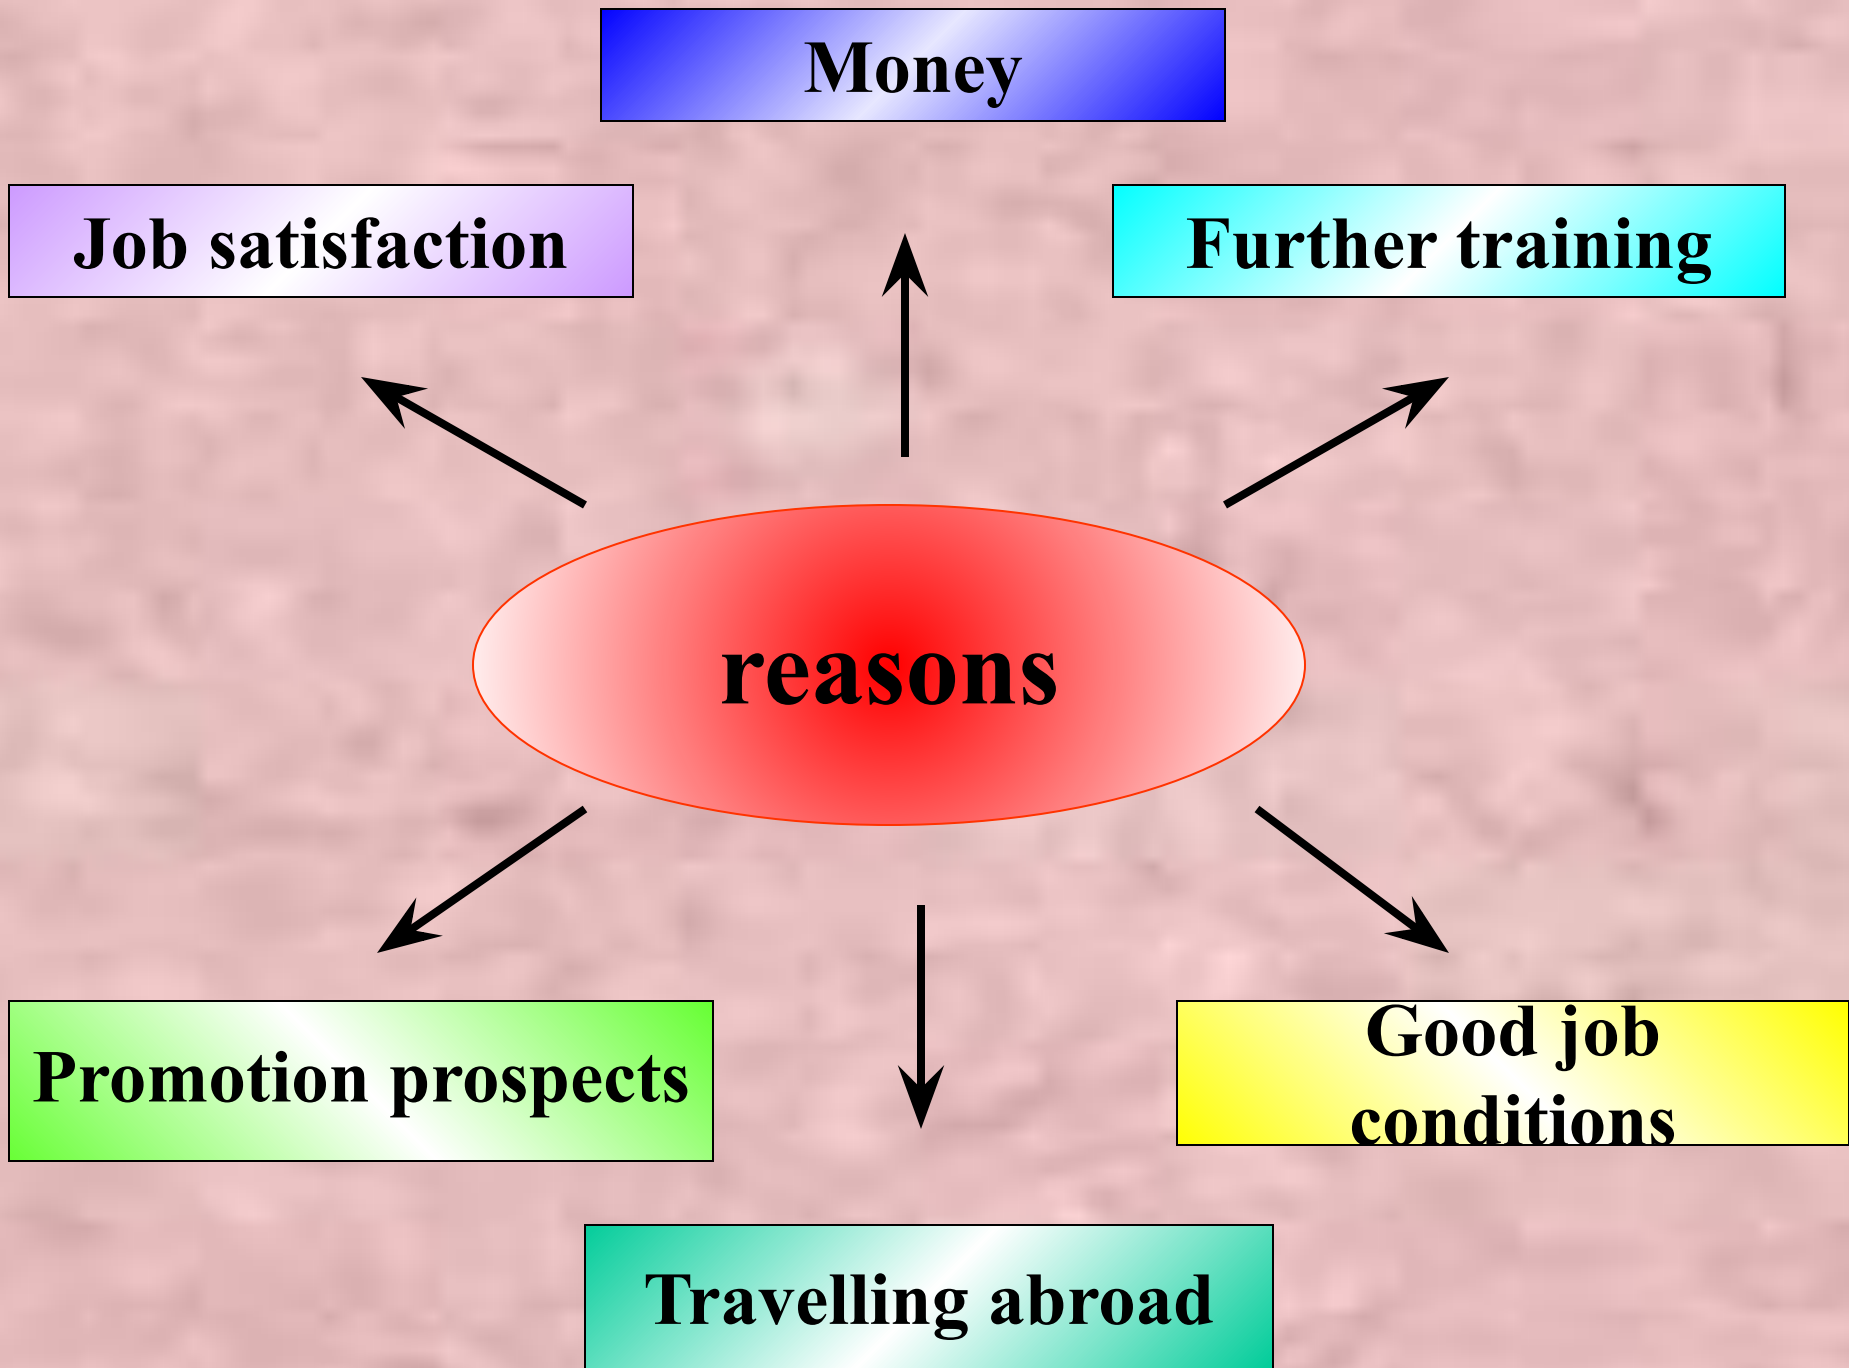 Money
Job satisfaction
Further training
reasons
Promotion prospects
Good job
conditions
Travelling abroad